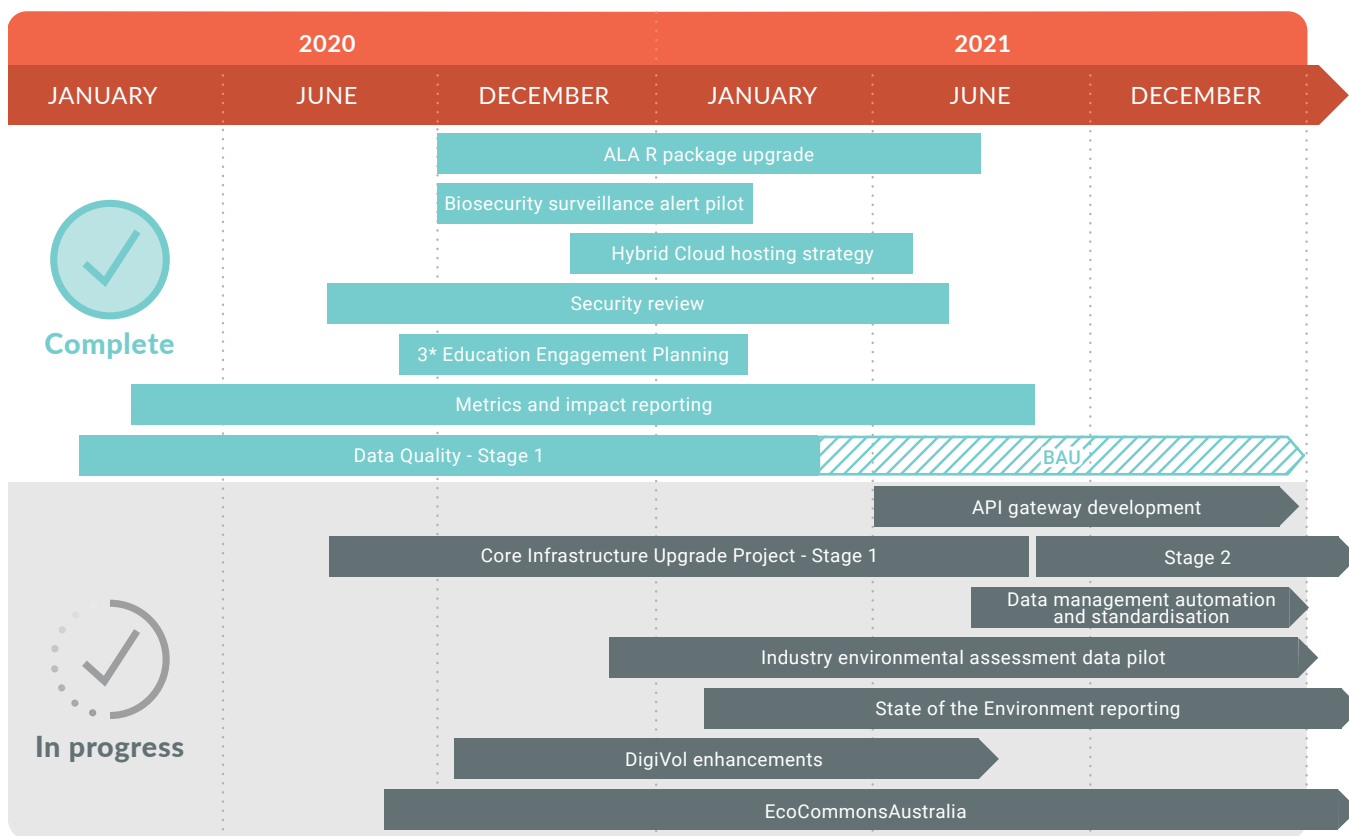 2020
2021
JANUARY
JUNE
DECEMBER
JANUARY
JUNE
DECEMBER
ALA R package upgrade
Biosecurity surveillance alert pilot
Hybrid Cloud hosting strategy
Security review
Complete
3* Education Engagement Planning
Metrics and impact reporting
Data Quality - Stage 1
BAU
API gateway development
Core Infrastructure Upgrade Project - Stage 1
Stage 2
Data management automation
and standardisation
Industry environmental assessment data pilot
State of the Environment reporting
In progress
DigiVol enhancements
EcoCommonsAustralia